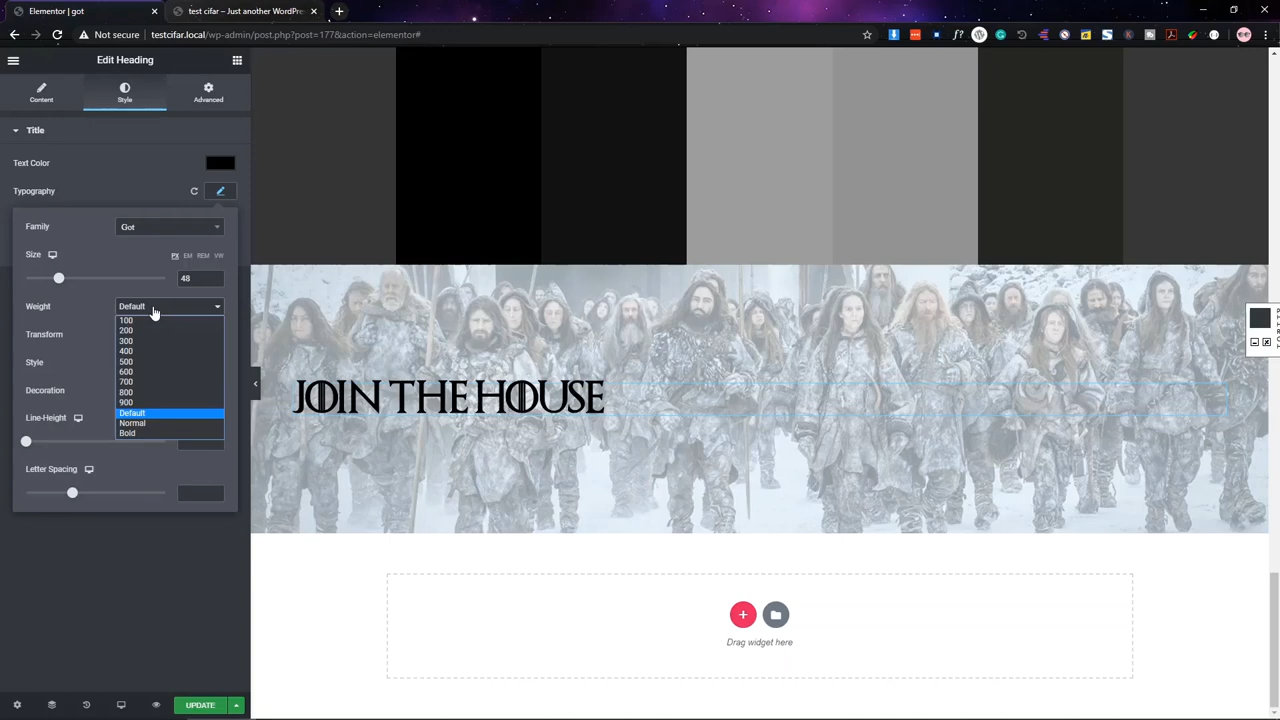 Elementor | got
test cifar – Just another WordPre
Not secure
testcifar.local/wp-admin/post.php?post=177&action=elementor#
Edit Heading
Content
Style
Advanced
Title
Text Color
Typography
Family
Got
Size
PX EM REM VW
48
Weight
Default
100
200
300
400
500
600
700
800
900
Default
Normal
Bold
Transform
Style
Decoration
Line-Height
Letter Spacing
JOIN THE HOUSE
Drag widget here
UPDATE